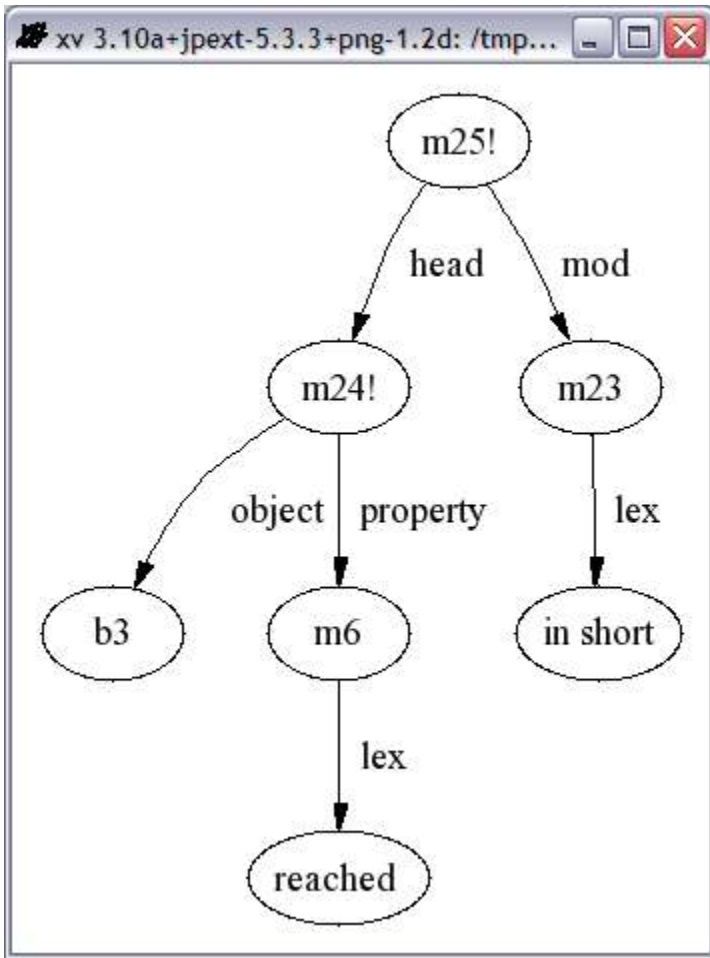 xv 3.10a+jpext-5.3.3+png-1.2d: /tmp...
m25!
head mod
m24! m23
object property lex
b3 m6 in short
lex
reached